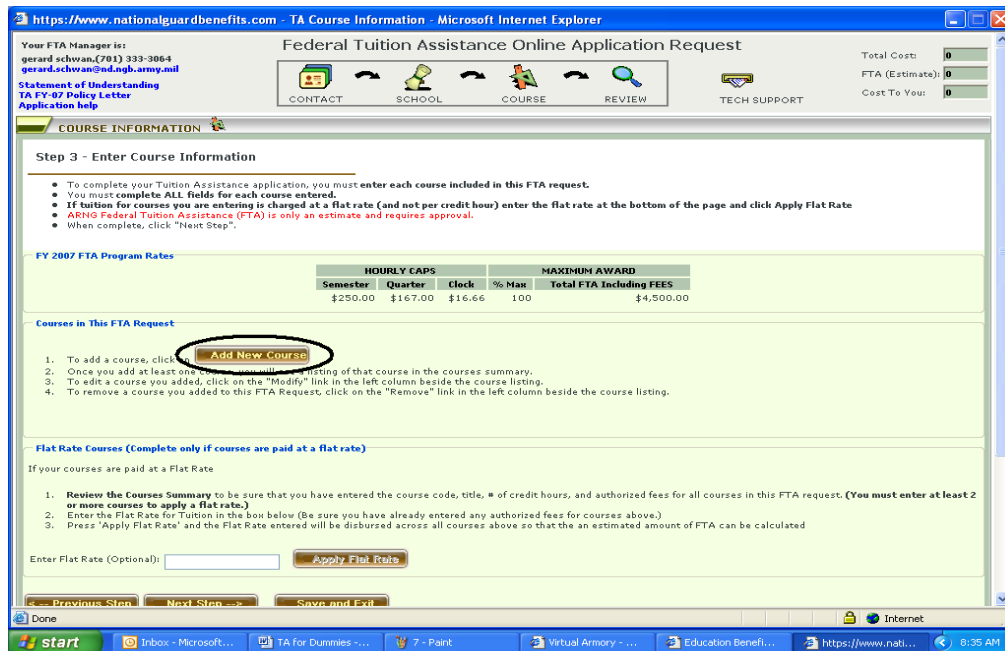 https://www.nationalguardbenefits.com - TA Course Information - Microsoft Internet Explorer
Your FTA Manager is:
gerard schwan,(701) 333-3064
gerard.schwan@nd.ngb.army.mil
Statement of Understanding
TA FY-07 Policy Letter
Application help
Federal Tuition Assistance Online Application Request
CONTACT SCHOOL COURSE REVIEW
TECH SUPPORT
Total Cost: 0
FTA (Estimate): 0
Cost To You: 0
COURSE INFORMATION
Step 3 - Enter Course Information
• To complete your Tuition Assistance application, you must enter each course included in this FTA request.
• You must complete ALL fields for each course entered.
• If tuition for courses you are entering is charged at a flat rate (and not per credit hour) enter the flat rate at the bottom of the page and click Apply Flat Rate
• ARNG Federal Tuition Assistance (FTA) is only an estimate and requires approval.
• When complete, click "Next Step".
FY 2007 FTA Program Rates
HOURLY CAPS MAXIMUM AWARD
Semester Quarter Clock % Max Total FTA Including FEES
$250.00 $167.00 $16.66 100 $4,500.00
Courses in This FTA Request
1. To add a course, click on Add New Course
2. Once you add at least one course, you will see a listing of that course in the courses summary.
3. To edit a course you added, click on the "Modify" link in the left column beside the course listing.
4. To remove a course you added to this FTA Request, click on the "Remove" link in the left column beside the course listing.
Flat Rate Courses (Complete only if courses are paid at a flat rate)
If your courses are paid at a Flat Rate
1. Review the Courses Summary to be sure that you have entered the course code, title, # of credit hours, and authorized fees for all courses in this FTA request. (You must enter at least 2
or more courses to apply a flat rate.)
2. Enter the Flat Rate for Tuition in the box below (Be sure you have already entered any authorized fees for courses above.)
3. Press 'Apply Flat Rate' and the Flat Rate entered will be disbursed across all courses above so that the an estimated amount of FTA can be calculated
Enter Flat Rate (Optional): Apply Flat Rate
<-- Previous Step Next Step --> Save and Exit
Done Internet
start Inbox - Microsoft... TA for Dummies -... 7 - Paint Virtual Armory - ... Education Benefi... https://www.nati... 8:35 AM